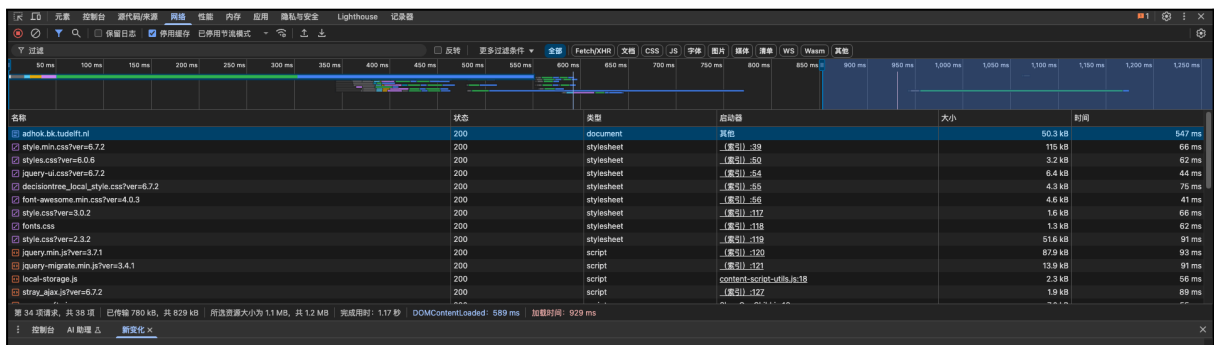 元素 控制台 源代码/来源 网络 性能 内存 应用 隐私与安全 Lighthouse 记录器 1
保留日志 停用缓存 已停用节流模式
过滤 反转 更多过滤条件 全部 Fetch/XHR 文档 CSS JS 字体 图片 媒体 清单 WS Wasm 其他
50 ms 100 ms 150 ms 200 ms 250 ms 300 ms 350 ms 400 ms 450 ms 500 ms 550 ms 600 ms 650 ms 700 ms 750 ms 800 ms 850 ms 900 ms 950 ms 1,000 ms 1,050 ms 1,100 ms 1,150 ms 1,200 ms 1,250 ms
名称 状态 类型 启动器 大小 时间
adhok.bk.tudelft.nl 200 document 其他 50.3 kB 547 ms
style.min.css?ver=6.7.2 200 stylesheet （索引）:39 115 kB 66 ms
styles.css?ver=6.0.6 200 stylesheet （索引）:50 3.2 kB 62 ms
jquery-ui.css?ver=6.7.2 200 stylesheet （索引）:54 6.4 kB 44 ms
decisiontree_local_style.css?ver=6.7.2 200 stylesheet （索引）:55 4.3 kB 75 ms
font-awesome.min.css?ver=4.0.3 200 stylesheet （索引）:56 4.6 kB 41 ms
style.css?ver=3.0.2 200 stylesheet （索引）:117 1.6 kB 66 ms
fonts.css 200 stylesheet （索引）:118 1.3 kB 62 ms
style.css?ver=2.3.2 200 stylesheet （索引）:119 51.6 kB 91 ms
jquery.min.js?ver=3.7.1 200 script （索引）:120 87.9 kB 93 ms
jquery-migrate.min.js?ver=3.4.1 200 script （索引）:121 13.9 kB 91 ms
local-storage.js 200 script content-script-utils.js:18 2.3 kB 56 ms
stray_ajax.js?ver=6.7.2 200 script （索引）:127 1.9 kB 89 ms
第 34 项请求，共 38 项 已传输 780 kB，共 829 kB 所选资源大小为 1.1 MB，共 1.2 MB 完成用时：1.17 秒 DOMContentLoaded：589 ms 加载时间：929 ms
控制台 AI 助理 新变化